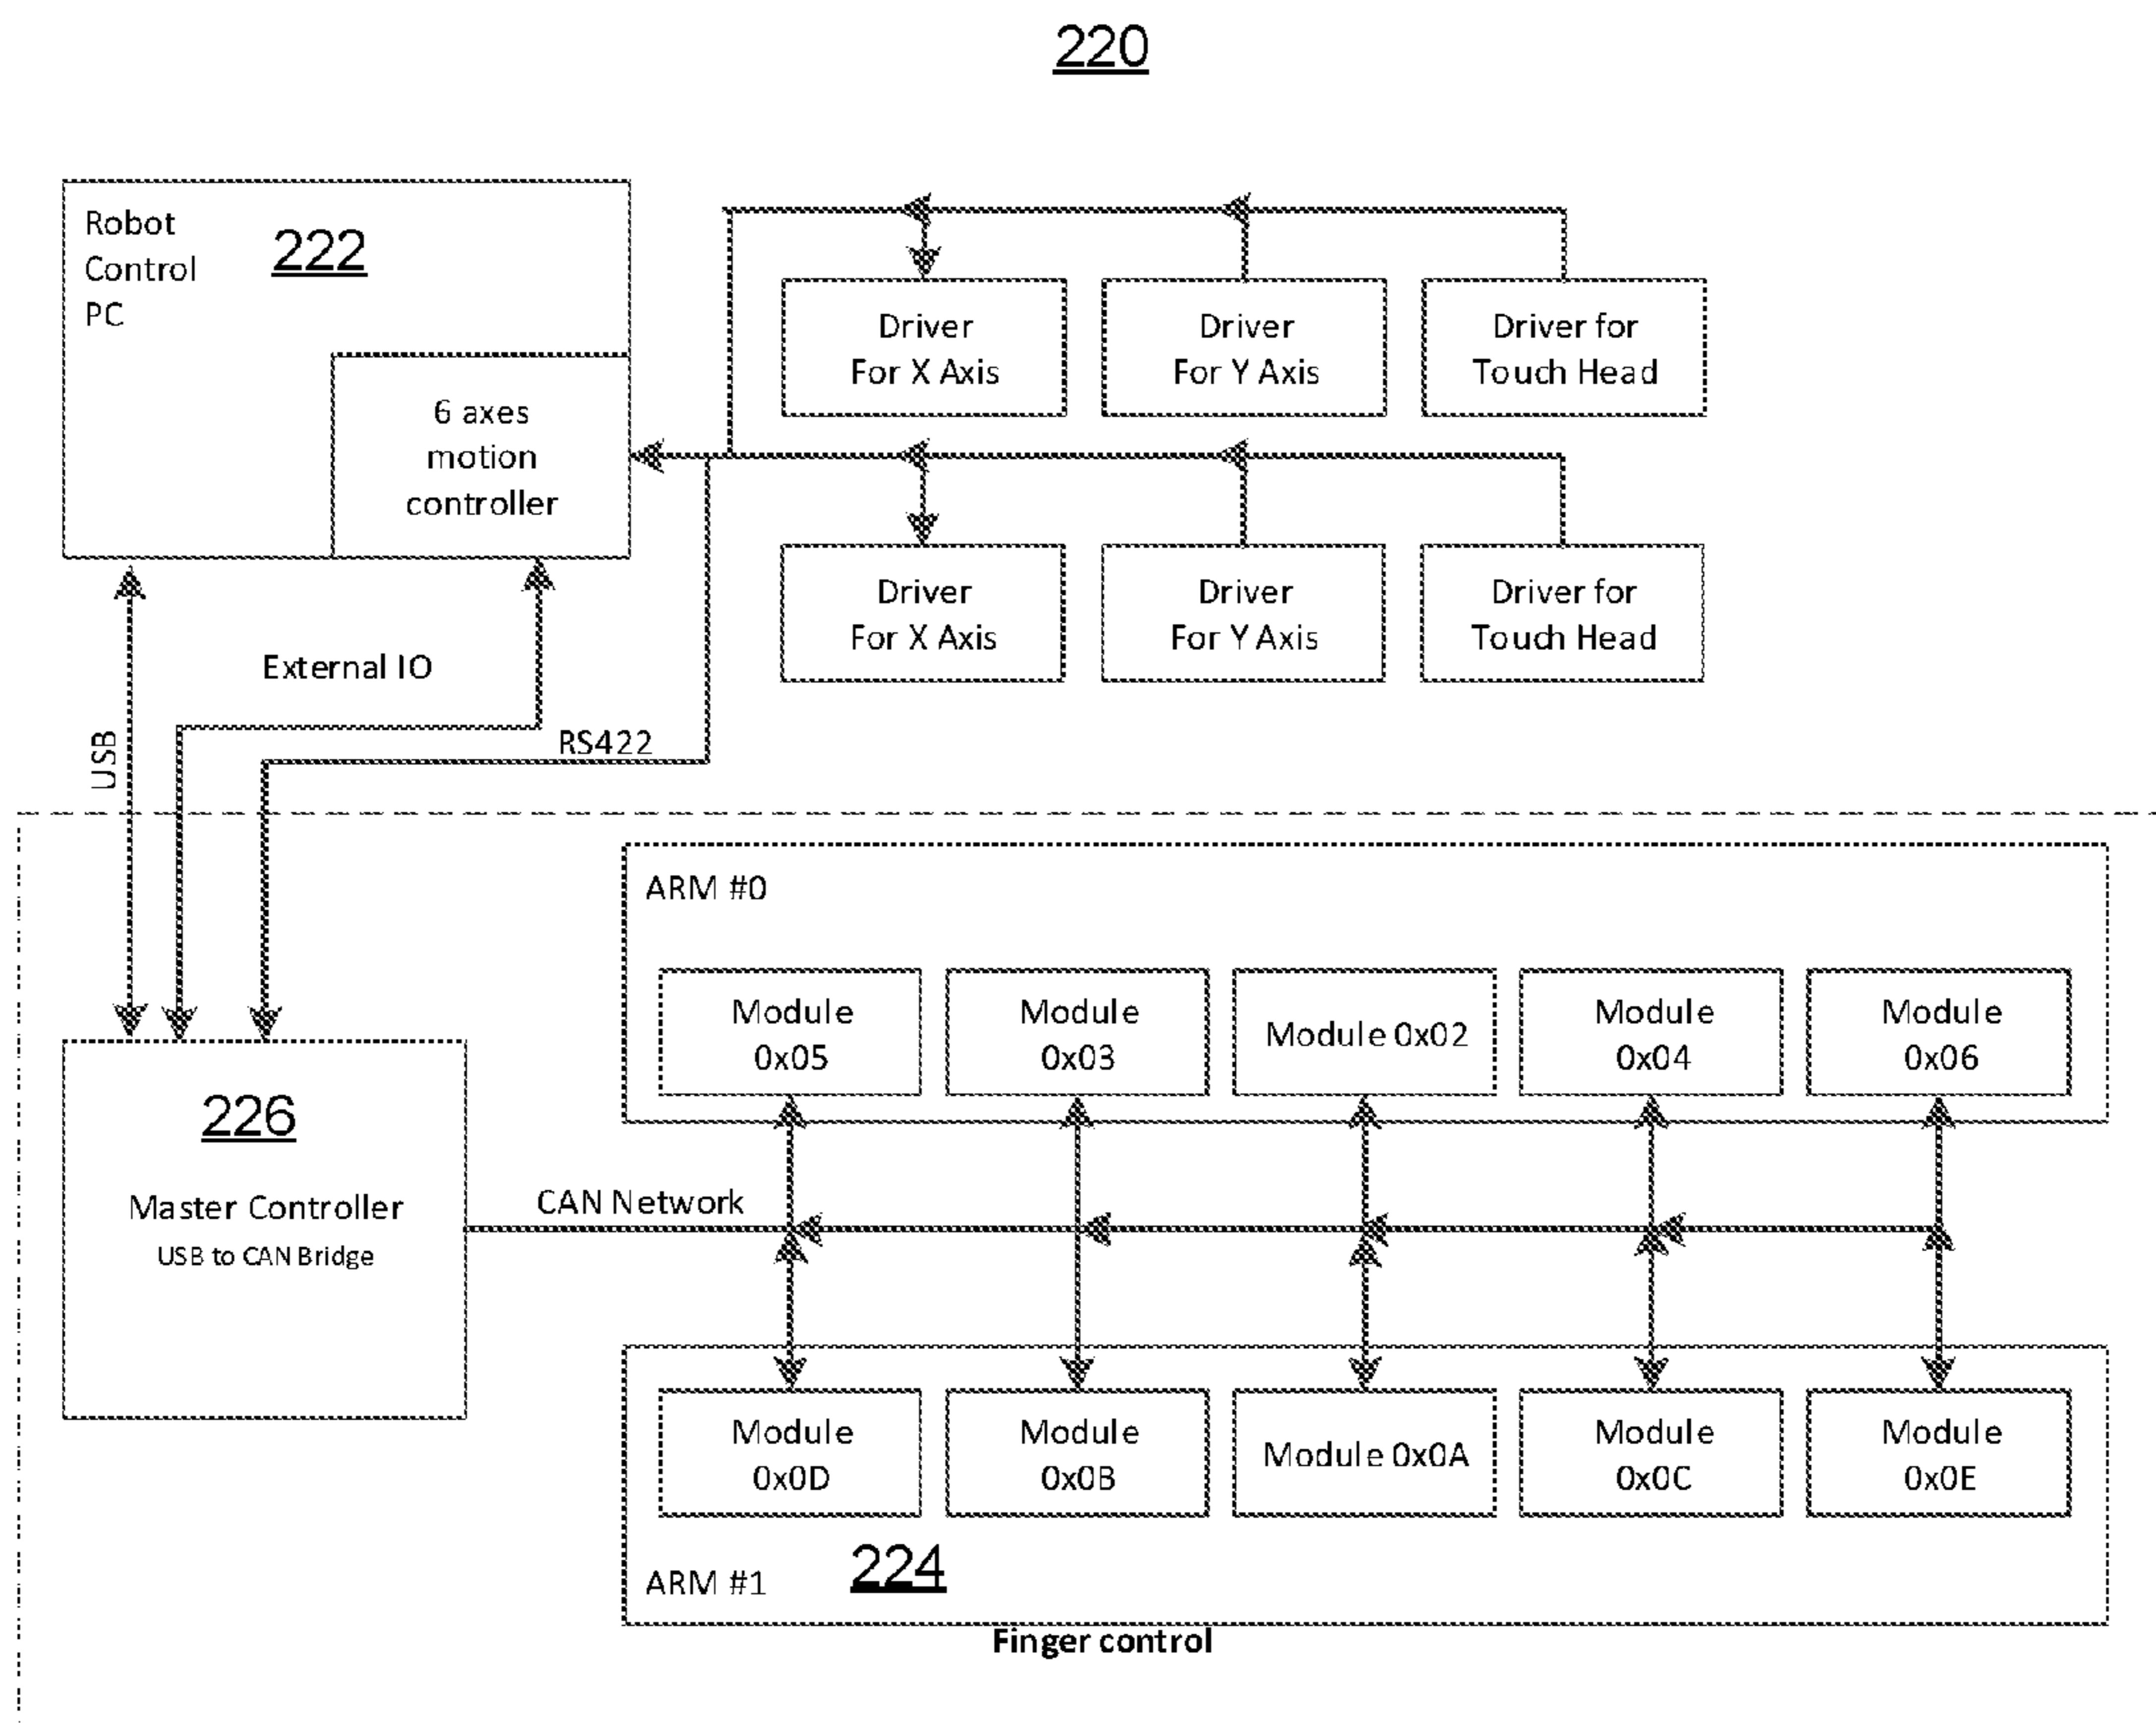 220
Robot
Control
PC
222
6 axes
motion
controller
Driver
For X Axis
Driver
For Y Axis
Driver for
Touch Head
Driver
For X Axis
Driver
For Y Axis
Driver for
Touch Head
External IO
USB
RS422
ARM #0
Module
0x05
Module
0x03
Module 0x02
Module
0x04
Module
0x06
226
Master Controller
USB to CAN Bridge
CAN Network
Module
0x0D
Module
0x0B
Module 0x0A
Module
0x0C
Module
0x0E
ARM #1
224
Finger control